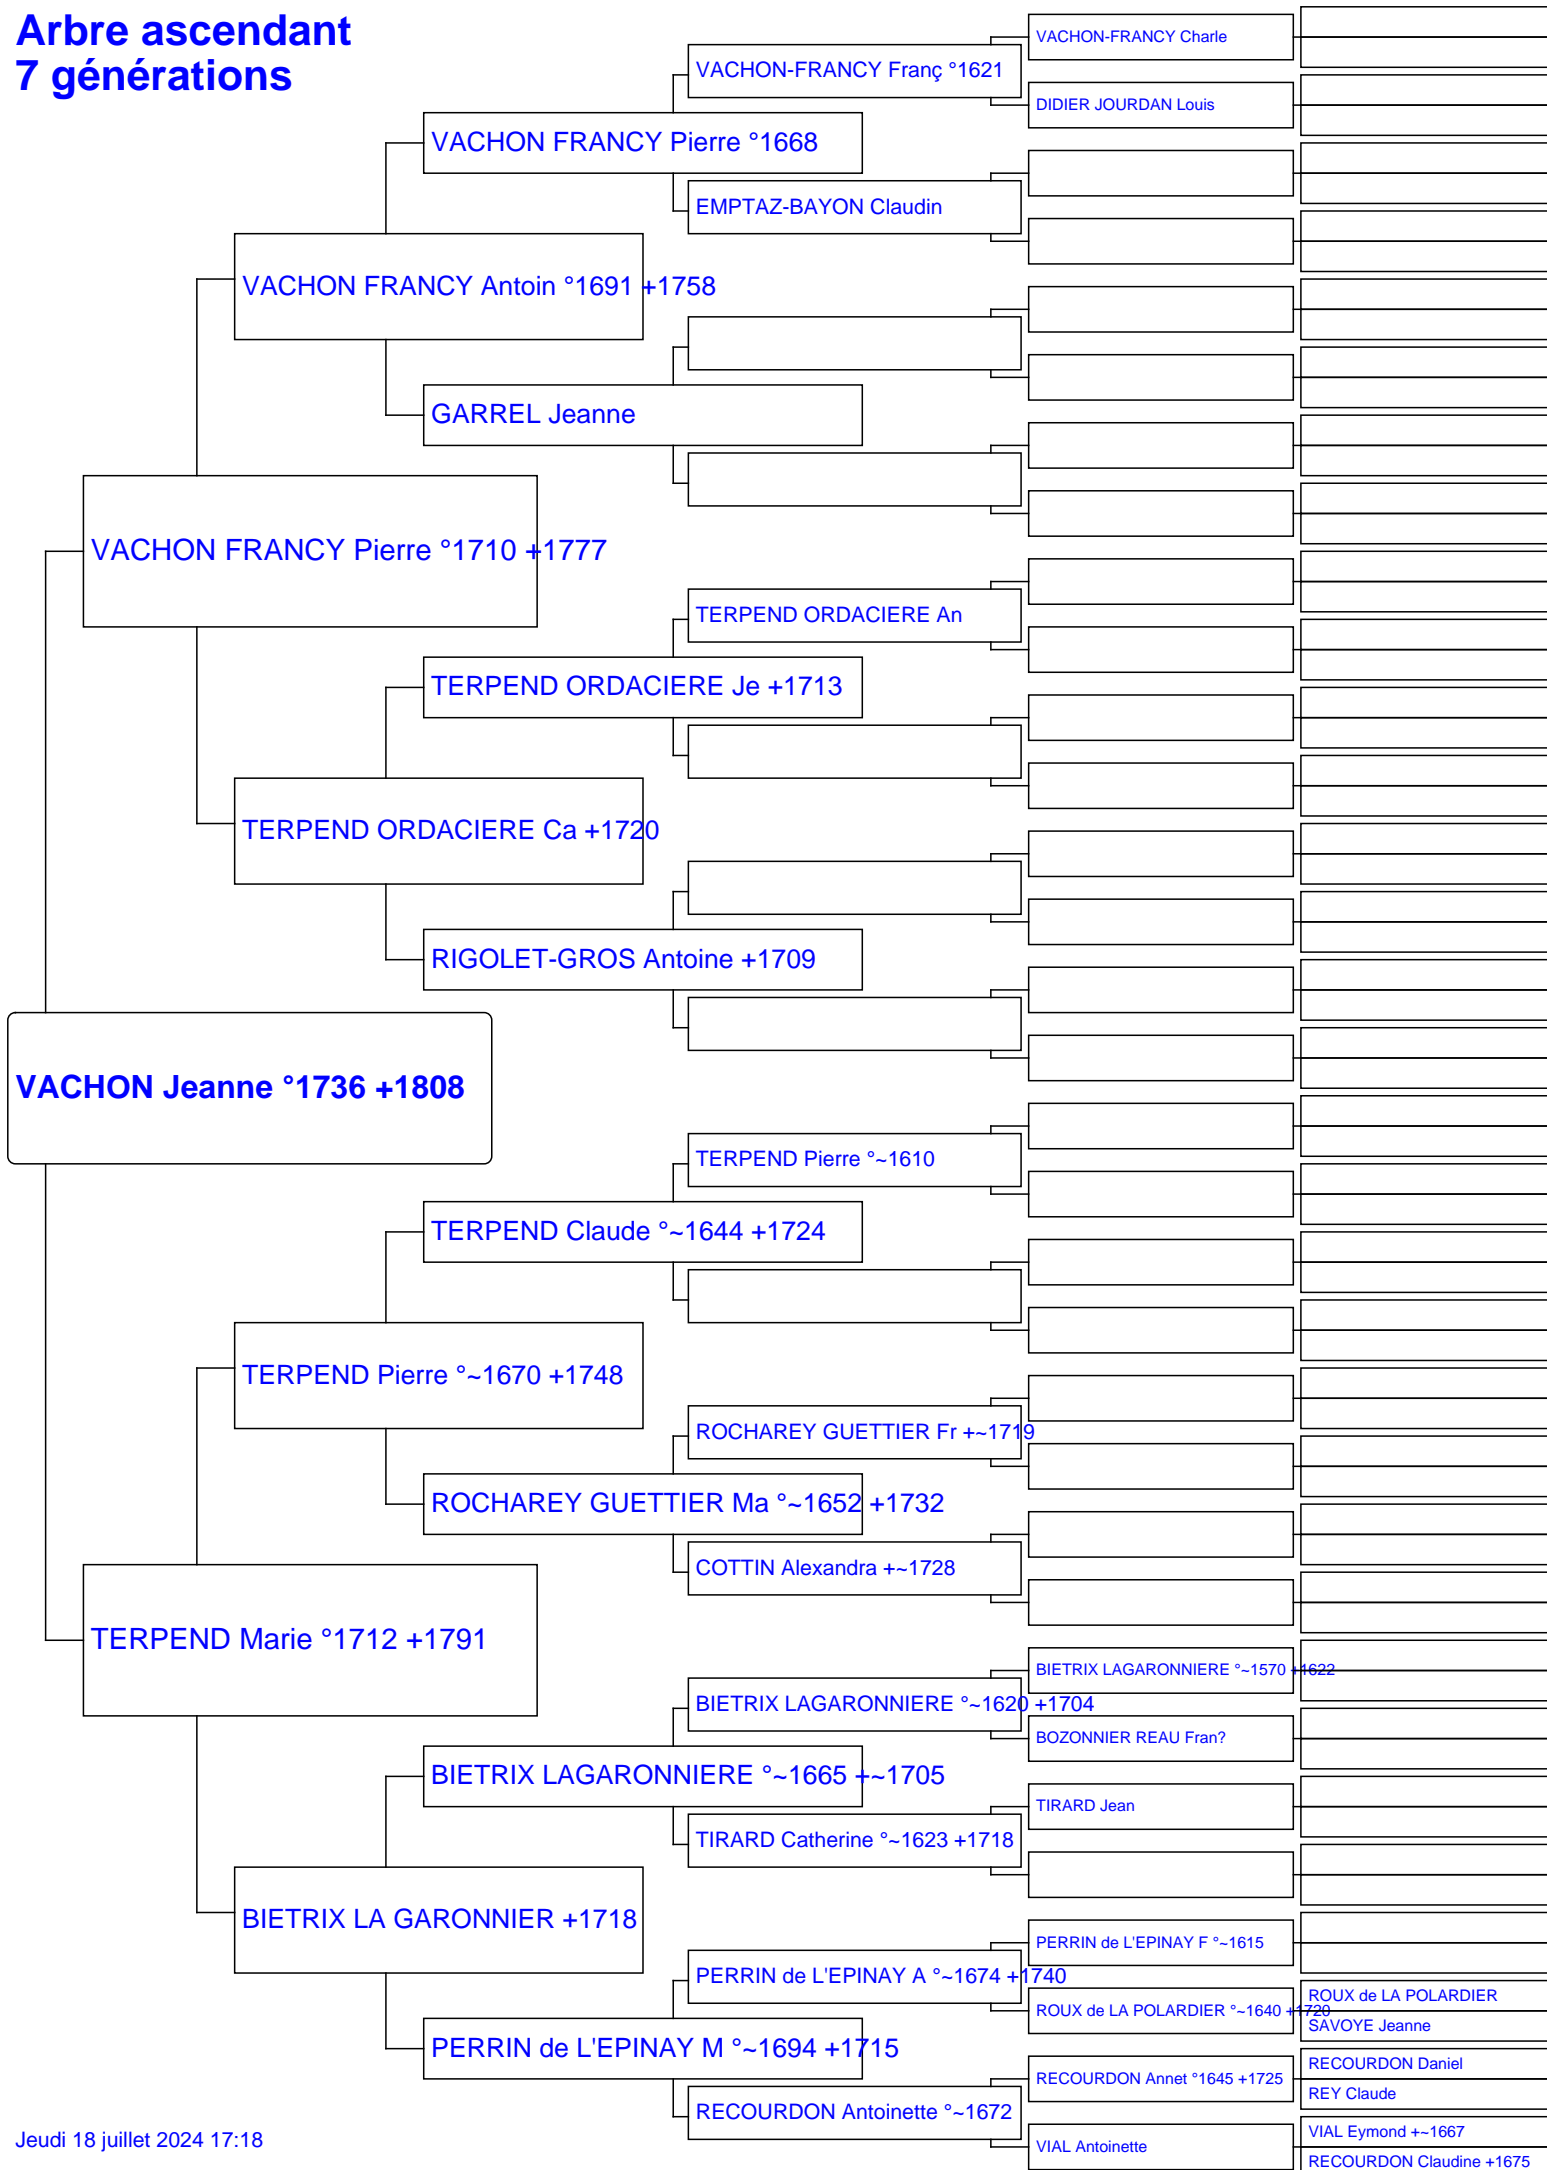 Arbre ascendant
7 générations
VACHON-FRANCY Charle
VACHON-FRANCY Franç °1621
DIDIER JOURDAN Louis
VACHON FRANCY Pierre °1668
EMPTAZ-BAYON Claudin
VACHON FRANCY Antoin °1691 +1758
GARREL Jeanne
VACHON FRANCY Pierre °1710 +1777
TERPEND ORDACIERE An
TERPEND ORDACIERE Je +1713
TERPEND ORDACIERE Ca +1720
RIGOLET-GROS Antoine +1709
VACHON Jeanne °1736 +1808
TERPEND Pierre °~1610
TERPEND Claude °~1644 +1724
TERPEND Pierre °~1670 +1748
ROCHAREY GUETTIER Fr +~1719
ROCHAREY GUETTIER Ma °~1652 +1732
COTTIN Alexandra +~1728
TERPEND Marie °1712 +1791
BIETRIX LAGARONNIERE °~1570 +1622
BIETRIX LAGARONNIERE °~1620 +1704
BOZONNIER REAU Fran?
BIETRIX LAGARONNIERE °~1665 +~1705
TIRARD Jean
TIRARD Catherine °~1623 +1718
BIETRIX LA GARONNIER +1718
PERRIN de L'EPINAY F °~1615
PERRIN de L'EPINAY A °~1674 +1740
ROUX de LA POLARDIER
ROUX de LA POLARDIER °~1640 +1720
SAVOYE Jeanne
PERRIN de L'EPINAY M °~1694 +1715
RECOURDON Daniel
RECOURDON Annet °1645 +1725
REY Claude
RECOURDON Antoinette °~1672
VIAL Eymond +~1667
VIAL Antoinette
RECOURDON Claudine +1675
Jeudi 18 juillet 2024 17:18